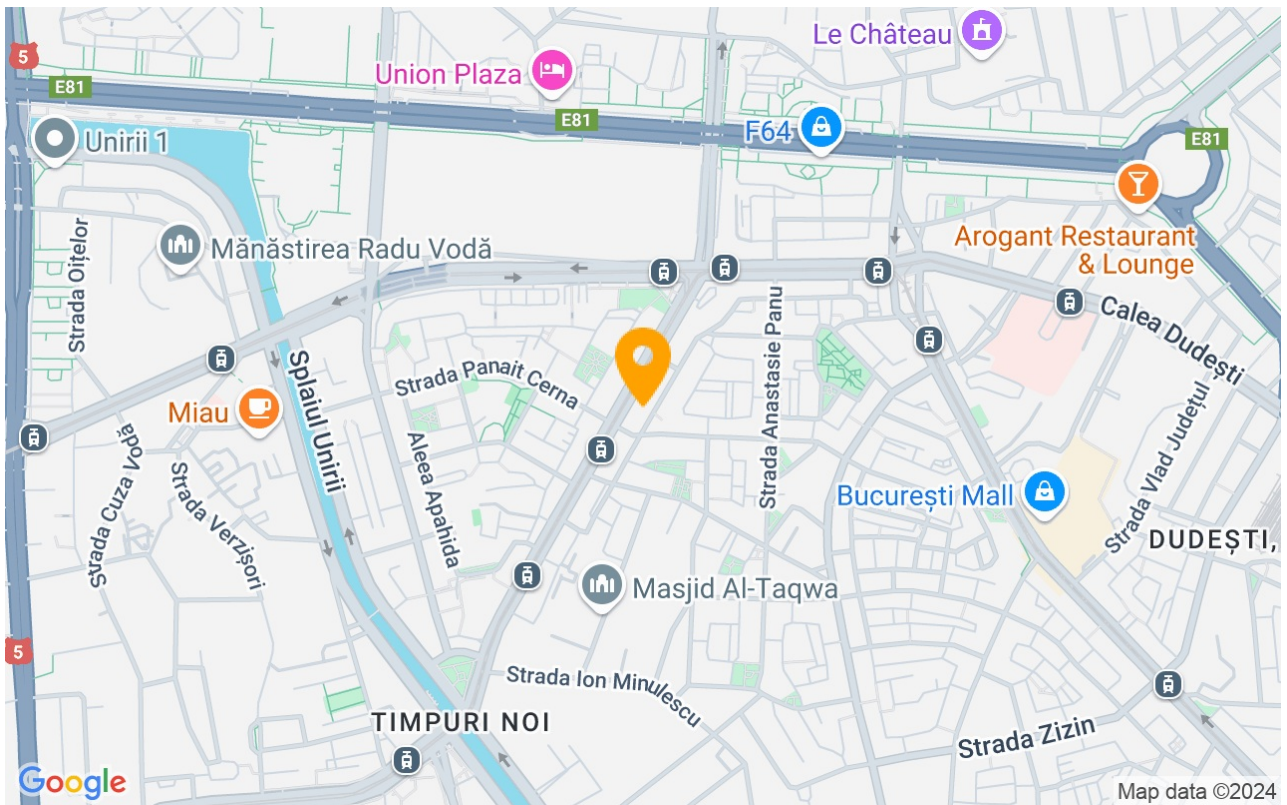 5
E81
Unirii 1
Union Plaza
E81
Le Château
F64
E81
Arogant Restaurant
& Lounge
Strada Oiților
Mănăstirea Radu Vodă
Calea Dudești
Strada Panait Cerna
Strada Anastasie Panu
Miau
Splaiul Unirii
Aleea Apahida
Strada Cuza Vodă
Strada Verzișori
București Mall
Strada Vlad Județul
DUDEȘTI,
Masjid Al-Taqwa
5
Strada Ion Minulescu
TIMPURI NOI
Strada Zizin
Google
Map data ©2024